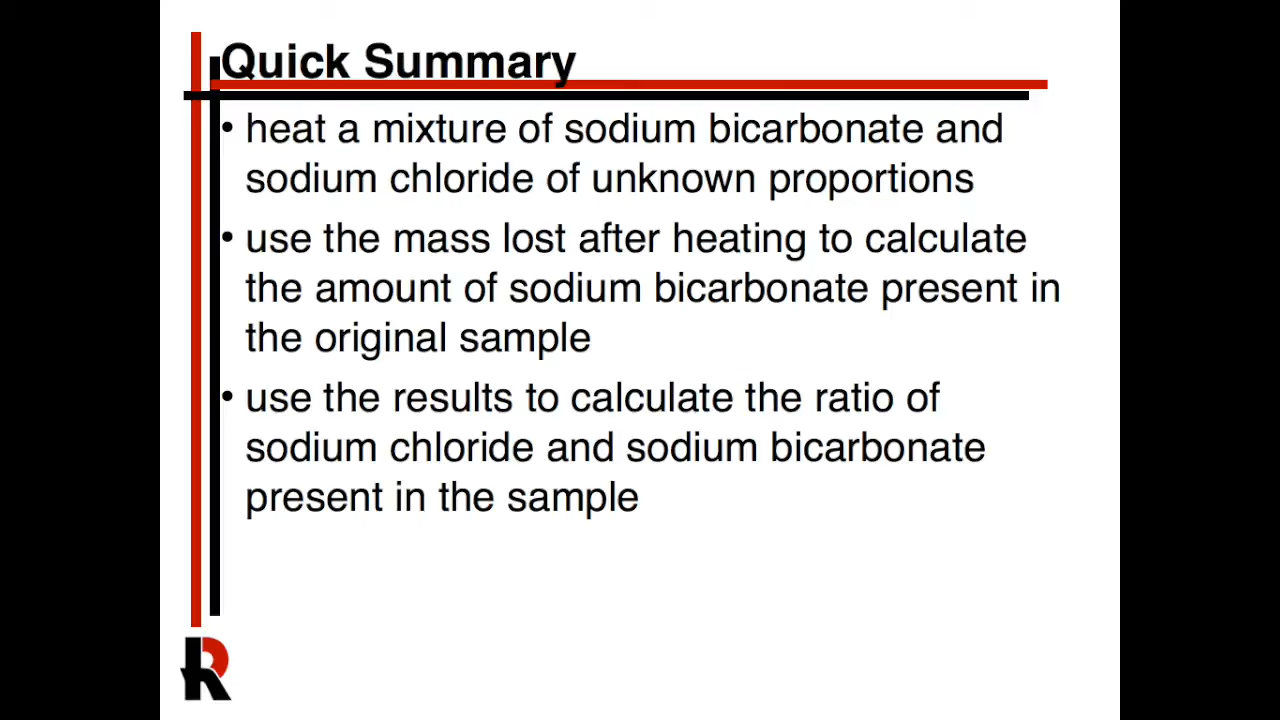 Quick Summary
• heat a mixture of sodium bicarbonate and
sodium chloride of unknown proportions
• use the mass lost after heating to calculate
the amount of sodium bicarbonate present in
the original sample
• use the results to calculate the ratio of
sodium chloride and sodium bicarbonate
present in the sample
R